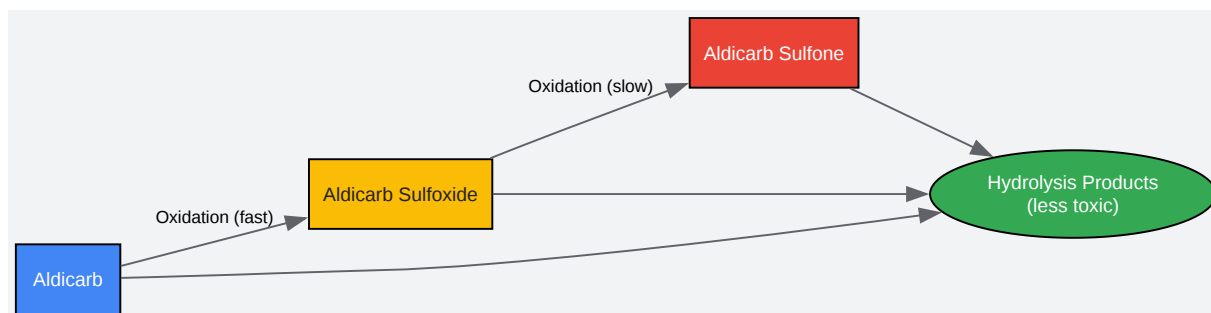 Aldicarb Sulfone
Oxidation (slow)
Aldicarb Sulfoxide
Hydrolysis Products
(less toxic)
Oxidation (fast)
Aldicarb